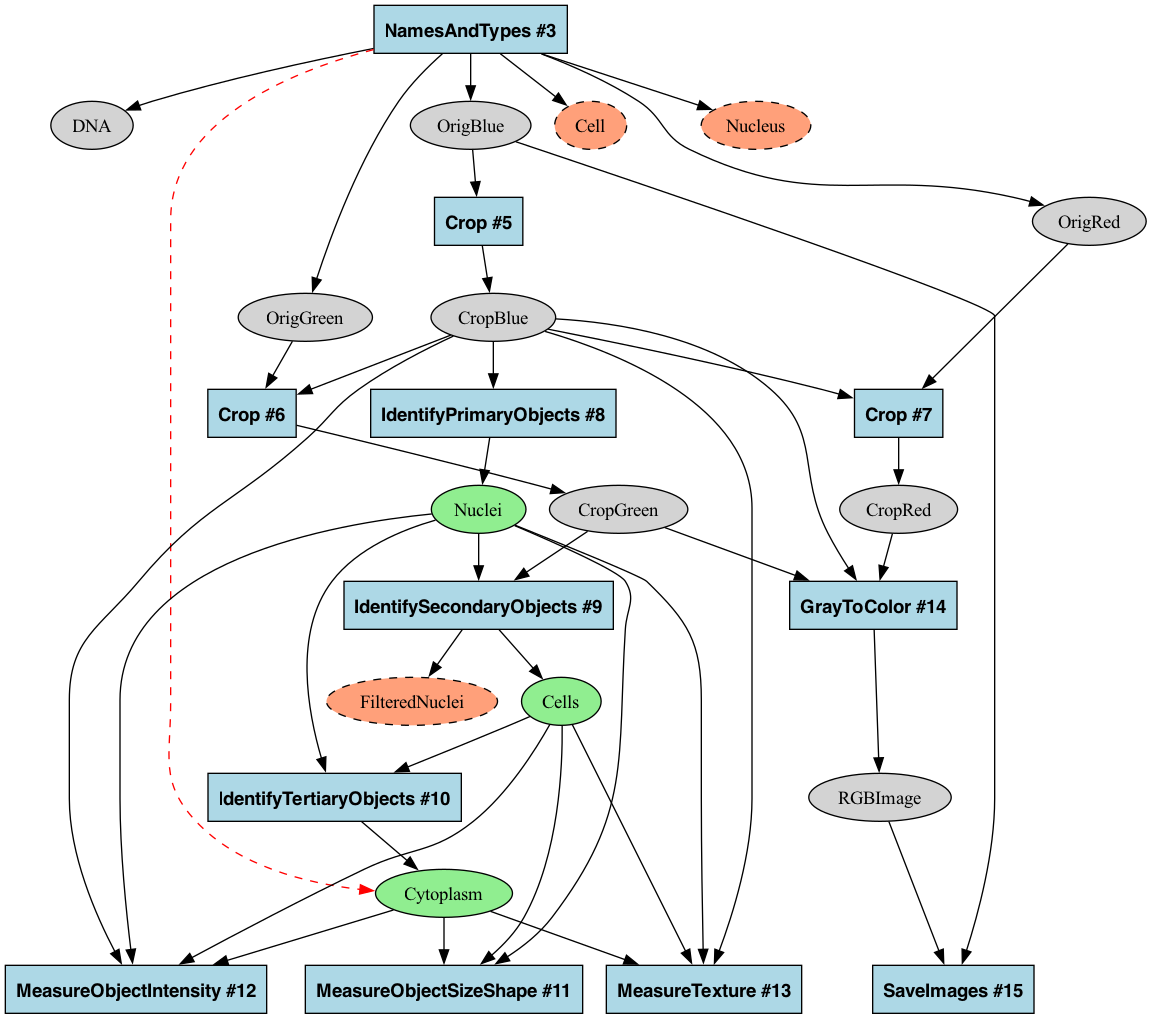 NamesAndTypes #3
DNA
OrigBlue
Cell
Nucleus
Crop #5
OrigRed
OrigGreen
CropBlue
Crop #6
IdentifyPrimaryObjects #8
Crop #7
Nuclei
CropGreen
CropRed
IdentifySecondaryObjects #9
GrayToColor #14
FilteredNuclei
Cells
IdentifyTertiaryObjects #10
RGBImage
Cytoplasm
MeasureObjectIntensity #12
MeasureObjectSizeShape #11
MeasureTexture #13
SaveImages #15